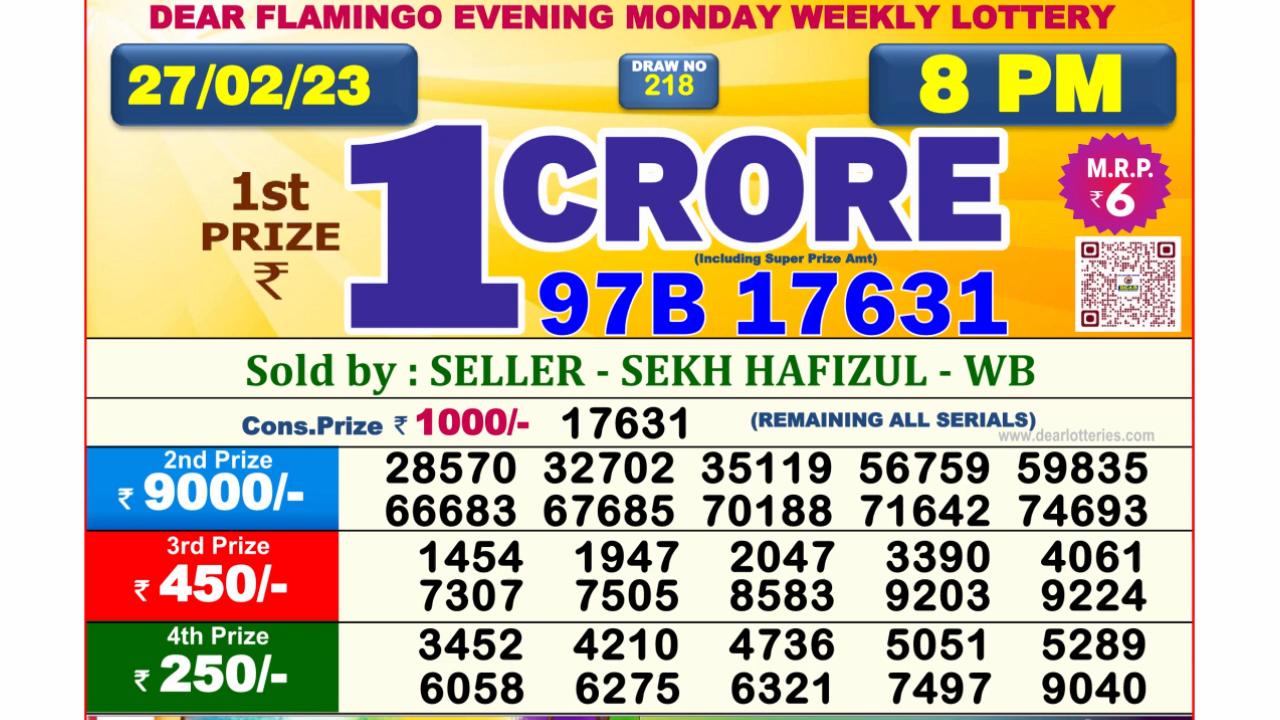 DEAR FLAMINGO EVENING MONDAY WEEKLY LOTTERY
27/02/23
DRAW NO
218
8 PM
1st
PRIZE
₹
1 CRORE
(Including Super Prize Amt)
97B 17631
M.R.P.
₹ 6
Sold by : SELLER - SEKH HAFIZUL - WB
Cons.Prize ₹ 1000/- 17631 (REMAINING ALL SERIALS)
www.dearlotteries.com
2nd Prize
₹ 9000/-
28570 32702 35119 56759 59835
66683 67685 70188 71642 74693
3rd Prize
₹ 450/-
1454 1947 2047 3390 4061
7307 7505 8583 9203 9224
4th Prize
₹ 250/-
3452 4210 4736 5051 5289
6058 6275 6321 7497 9040